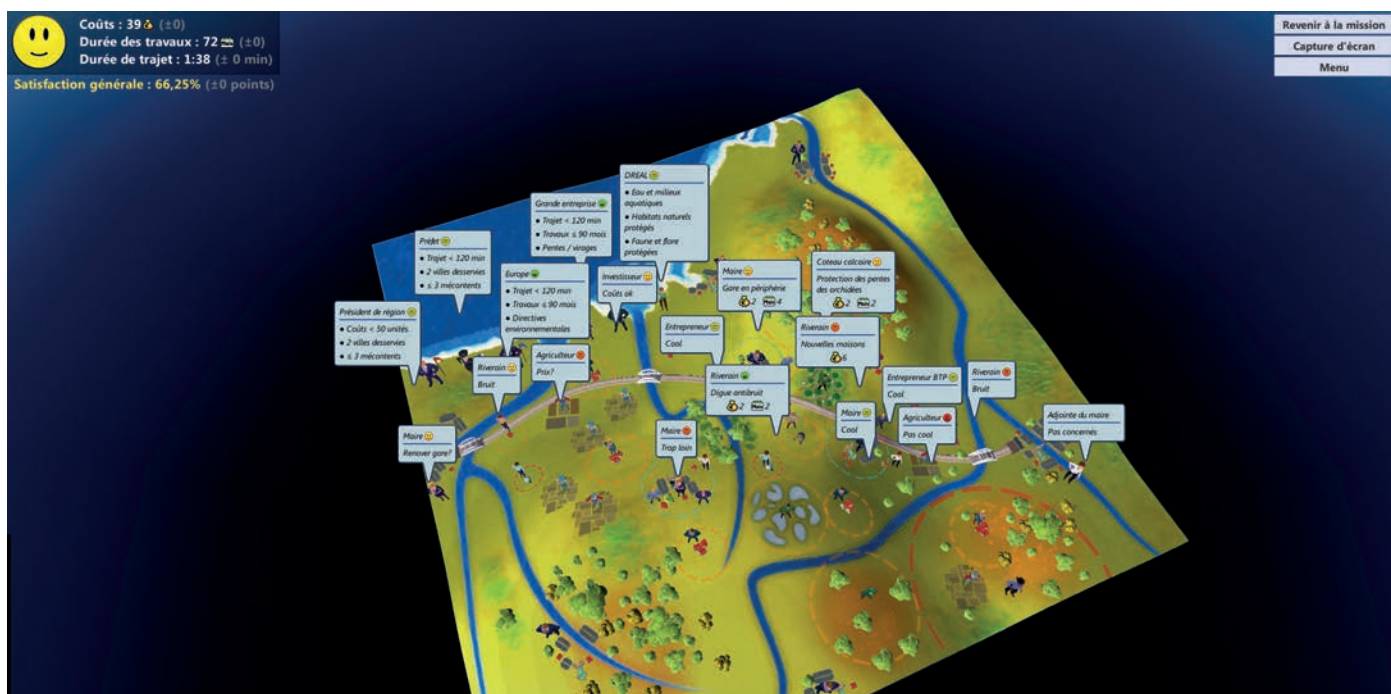 Coûts : 39 (±0)
Durée des travaux : 72 (±0)
Durée de trajet : 1:38 (± 0 min)
Satisfaction générale : 66,25% (±0 points)
Revenir à la mission
Capture d'écran
Menu
DREAL
• Eau et milieux
aquatiques
• Habitats naturels
protégés
• Faune et flore
protégées
Grande entreprise
• Trajet < 120 min
• Travaux ≤ 90 mois
• Pentes / virages
Préfet
• Trajet < 120 min
• 2 villes desservies
• ≤ 3 mécontents
Europe
• Trajet < 120 min
• Travaux ≤ 90 mois
• Directives
environnementales
Investisseur
Coûts ok
Maire
Gare en périphérie
2 4
Coteau calcaire
Protection des pentes
des orchidées
2 2
Président de région
• Coûts < 50 unités
• 2 villes desservies
• ≤ 3 mécontents
Entrepreneur
Cool
Riverain
Nouvelles maisons
6
Riverain
Bruit
Agriculteur
Prix?
Riverain
Digue antibruit
2 2
Entrepreneur BTP
Cool
Riverain
Bruit
Maire
Renover gare?
Maire
Trop loin
Maire
Cool
Agriculteur
Pas cool
Adjointe du maire
Pas concernés